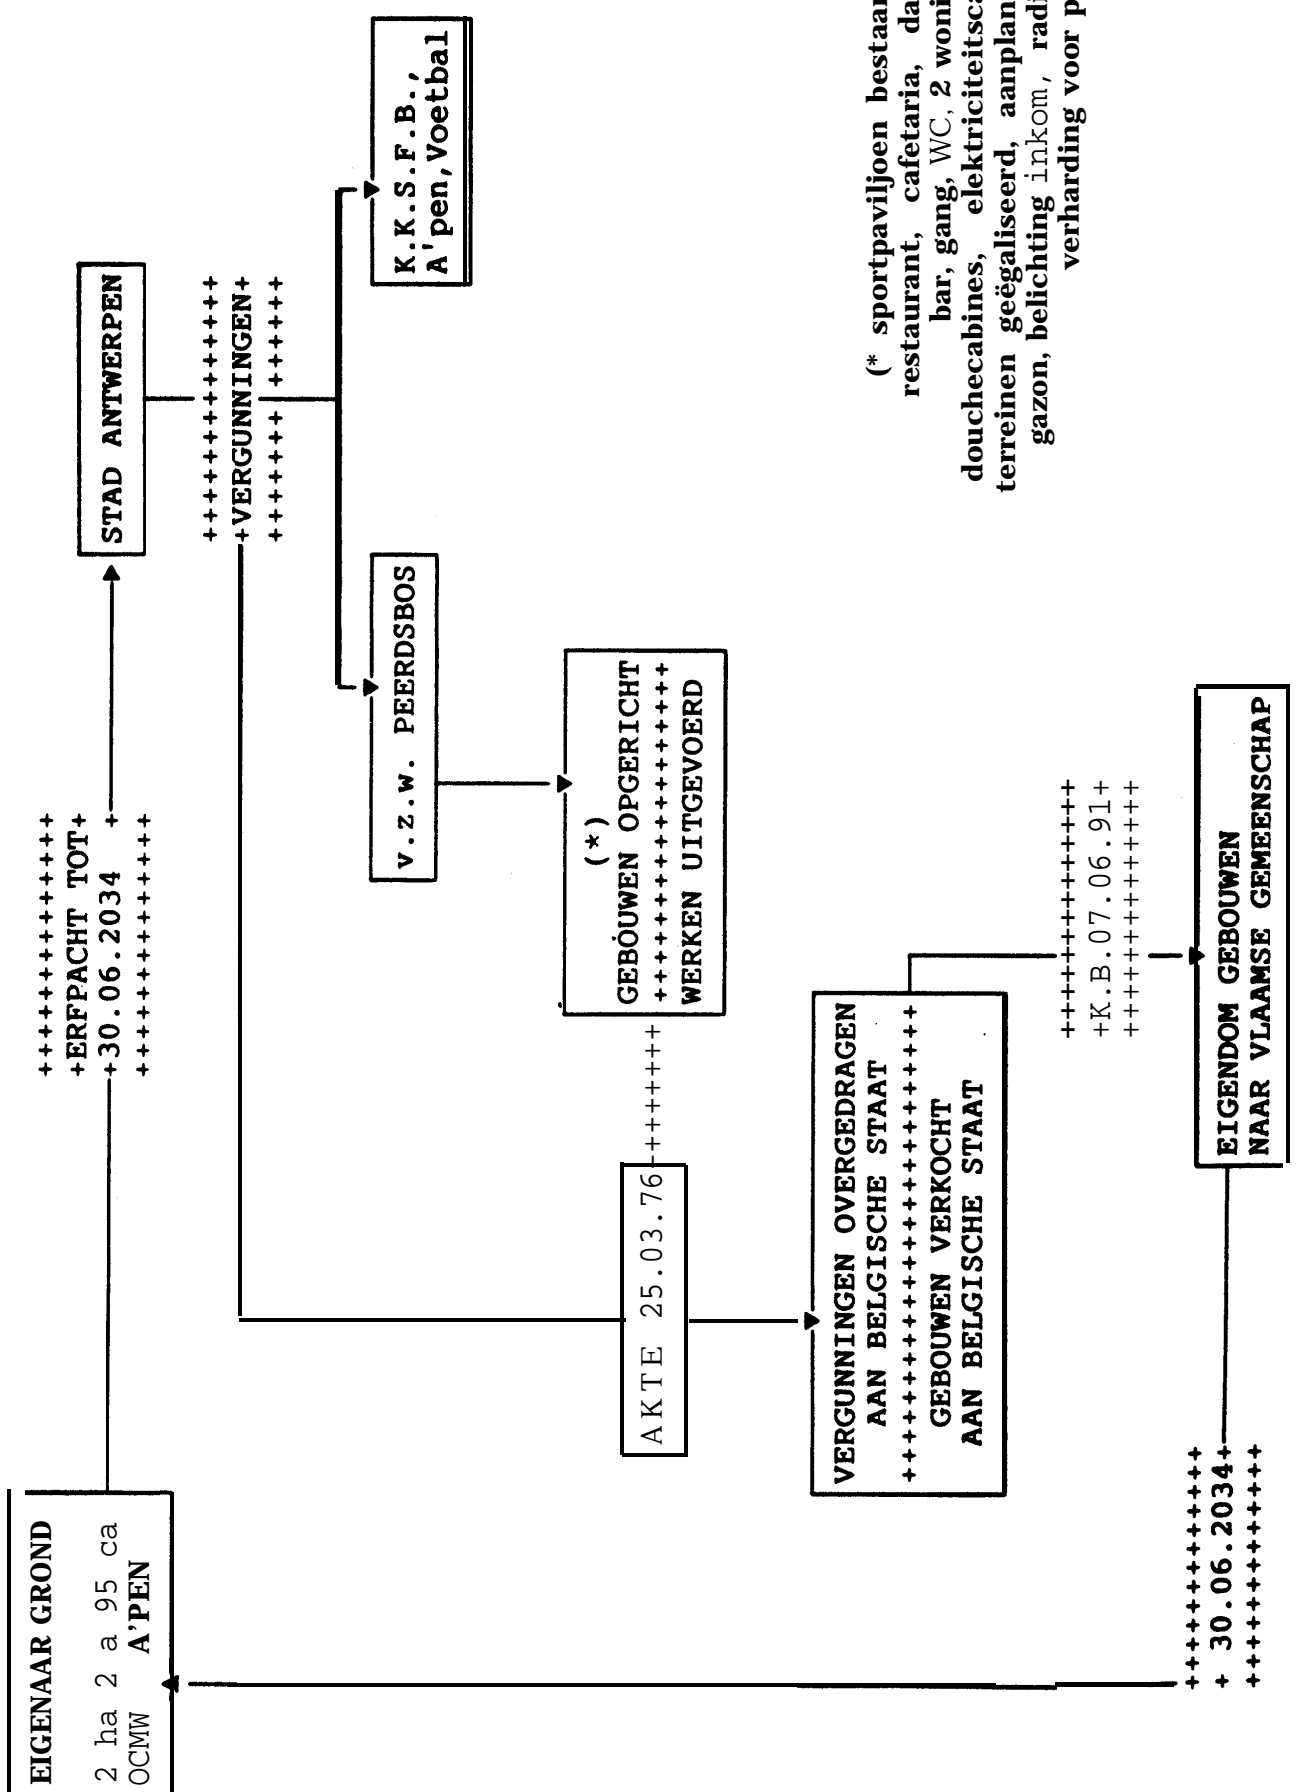 EIGENAAR GROND
2 ha 2 a 95 ca
OCMW A'PEN
+++++++++++++
+ERFPACHT TOT+
+30.06.2034 +
+++++++++++++
STAD ANTWERPEN
++++++++++++++
+VERGUNNINGEN+
+++++++ ++++++
v.z.w. PEERDSBOS
K.K.S.F.B.,
A'pen,Voetbal
(*)
GEBOUWEN OPGERICHT
++++++++++++++++++
WERKEN UITGEVOERD
AKTE 25.03.76
++++++++
VERGUNNINGEN OVERGEDRAGEN
AAN BELGISCHE STAAT
+++++++++++++++++++++++++
GEBOUWEN VERKOCHT
AAN BELGISCHE STAAT
+++++++++++++
+K.B.07.06.91+
+++++++++++++
EIGENDOM GEBOUWEN
NAAR VLAAMSE GEMEENSCHAP
+++++++++++++
+ 30.06.2034+
+++++++++++++
(* sportpaviljoen bestaan
restaurant, cafetaria, da
bar, gang, WC, 2 woni
douchecabines, elektriciteitsca
terreinen geëgaliseerd, aanplan
gazon, belichting inkom, radi
verharding voor p